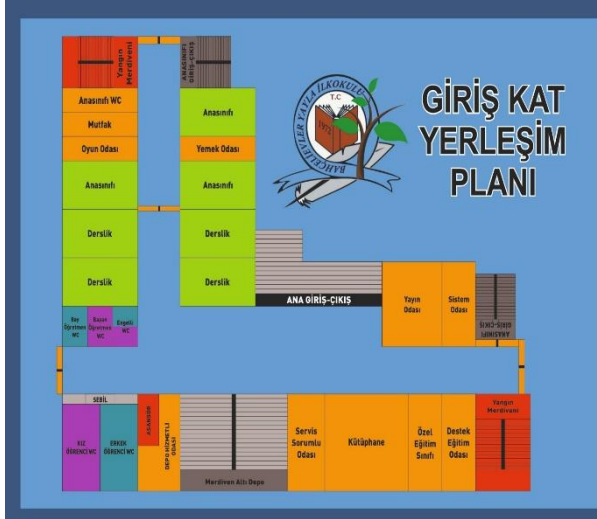 GİRİŞ KAT
YERLEŞİM
PLANI
T.C
BAHÇELİEVLER YAYLA İLKOKULU
Yangın
Merdiveni
ANASINIFI
GİRİŞ-ÇIKIŞ
Anasınıfı WC
Mutfak
Oyun Odası
Anasınıfı
Derslik
Derslik
Anasınıfı
Yemek Odası
Anasınıfı
Derslik
Derslik
Bay
Öğretmen
WC
Bayan
Öğretmen
WC
Engelli
WC
ANA GİRİŞ-ÇIKIŞ
Yayın
Odası
Sistem
Odası
ANASINIFI
GİRİŞ-ÇIKIŞ
SEBİL
KIZ
ÖĞRENCİ WC
ERKEK
ÖĞRENCİ WC
ASANSÖR
DEPO HİZMETLİ
ODASI
Merdiven Altı Depo
Servis
Sorumlu
Odası
Kütüphane
Özel
Eğitim
Sınıfı
Destek
Eğitim
Odası
Yangın
Merdiveni